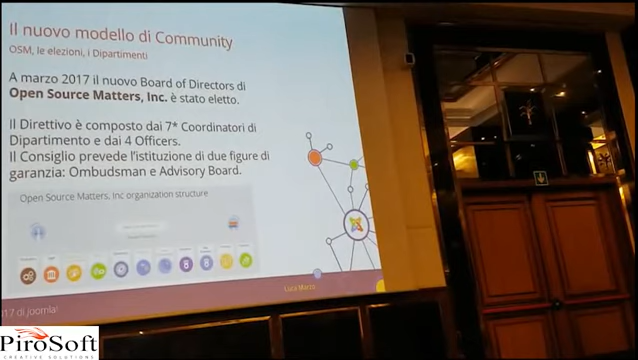 Il nuovo modello di Community
OSM, le elezioni, i Dipartimenti
A marzo 2017 il nuovo Board of Directors di
Open Source Matters, Inc. è stato eletto.
Il Direttivo è composto dai 7* Coordinatori di
Dipartimento e dai 4 Officers.
Il Consiglio prevede l'istituzione di due figure di
garanzia: Ombudsman e Advisory Board.
Open Source Matters, Inc organization structure
Luca Marzo
2017 di Joomla!
PiroSoft
CREATIVE SOLUTIONS